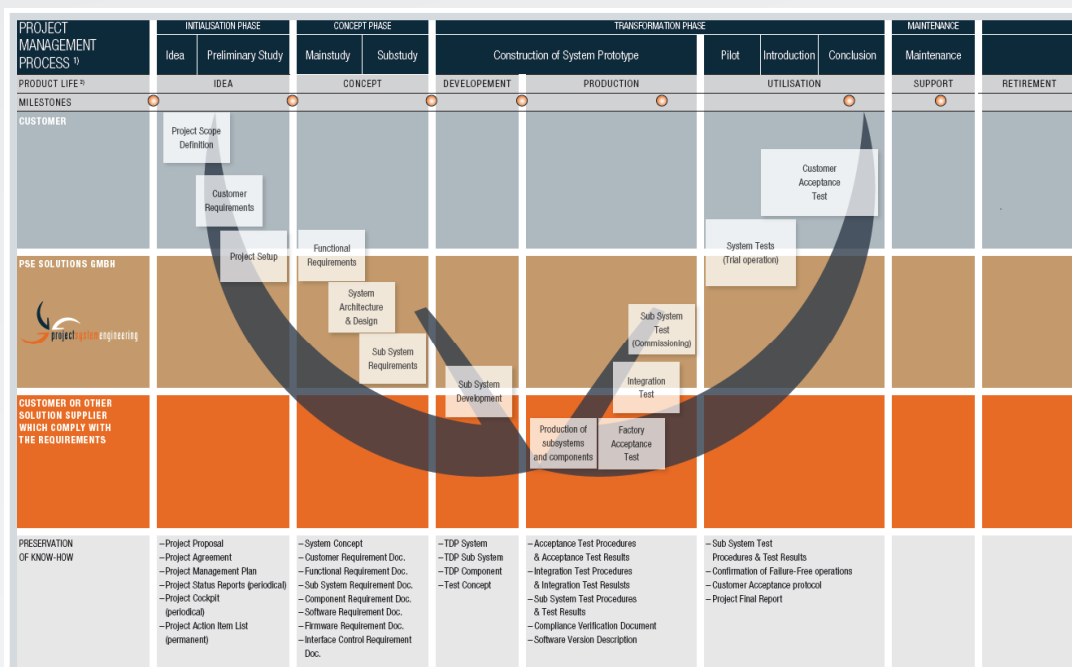 PROJECT
MANAGEMENT
PROCESS 1)
INITIALISATION PHASE
CONCEPT PHASE
TRANSFORMATION PHASE
MAINTENANCE
Idea
Preliminary Study
Mainstudy
Substudy
Construction of System Prototype
Pilot
Introduction
Conclusion
Maintenance
PRODUCT LIFE 2)
IDEA
CONCEPT
DEVELOPEMENT
PRODUCTION
UTILISATION
SUPPORT
RETIREMENT
MILESTONES
CUSTOMER
Project Scope
Definition
Customer
Requirements
Project Setup
Functional
Requirements
Customer
Acceptance
Test
System Tests
(Trial operation)
PSE SOLUTIONS GMBH
projectsystemengineering
System
Architecture
& Design
Sub System
Requirements
Sub System
Test
(Commissioning)
Sub System
Development
Integration
Test
CUSTOMER OR OTHER
SOLUTION SUPPLIER
WHICH COMPLY WITH
THE REQUIREMENTS
Production of
subsystems
and components
Factory
Acceptance
Test
PRESERVATION
OF KNOW-HOW
– Project Proposal
– Project Agreement
– Project Management Plan
– Project Status Reports (periodical)
– Project Cockpit
(periodical)
– Project Action Item List
(permanent)
– System Concept
– Customer Requirement Doc.
– Functional Requirement Doc.
– Sub System Requirement Doc.
– Component Requirement Doc.
– Software Requirement Doc.
– Firmware Requirement Doc.
– Interface Control Requirement
Doc.
– TDP System
– TDP Sub System
– TDP Component
– Test Concept
– Acceptance Test Procedures
& Acceptance Test Results
– Integration Test Procedures
& Integration Test Resulsts
– Sub System Test Procedures
& Test Results
– Compliance Verification Document
– Software Version Description
– Sub System Test
Procedures & Test Results
– Confirmation of Failure-Free operations
– Customer Acceptance protocol
– Project Final Report